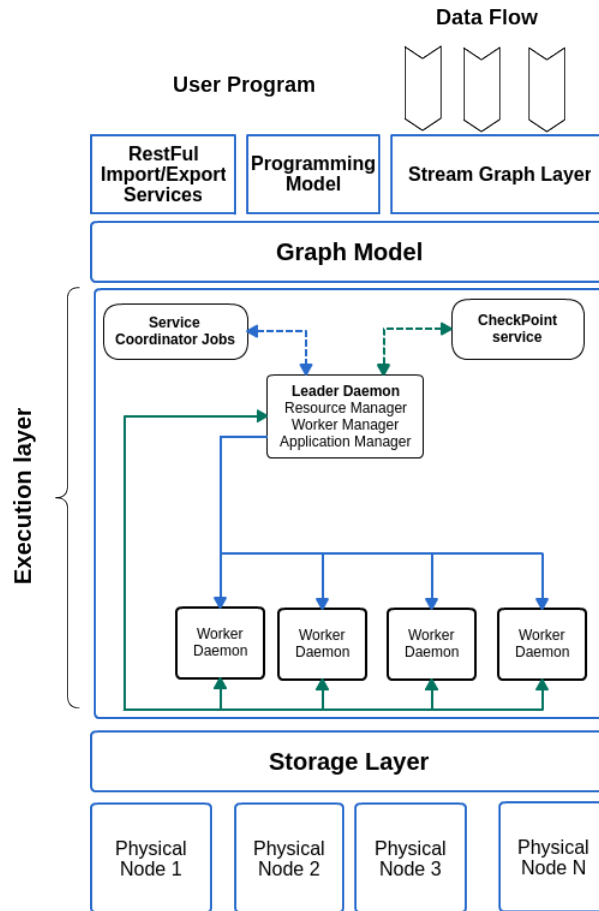 Data Flow
User Program
RestFul
Import/Export
Services
Programming
Model
Stream Graph Layer
Graph Model
Execution layer
Service
Coordinator Jobs
CheckPoint
service
Leader Daemon
Resource Manager
Worker Manager
Application Manager
Worker
Daemon
Worker
Daemon
Worker
Daemon
Worker
Daemon
Storage Layer
Physical
Node 1
Physical
Node 2
Physical
Node 3
Physical
Node N